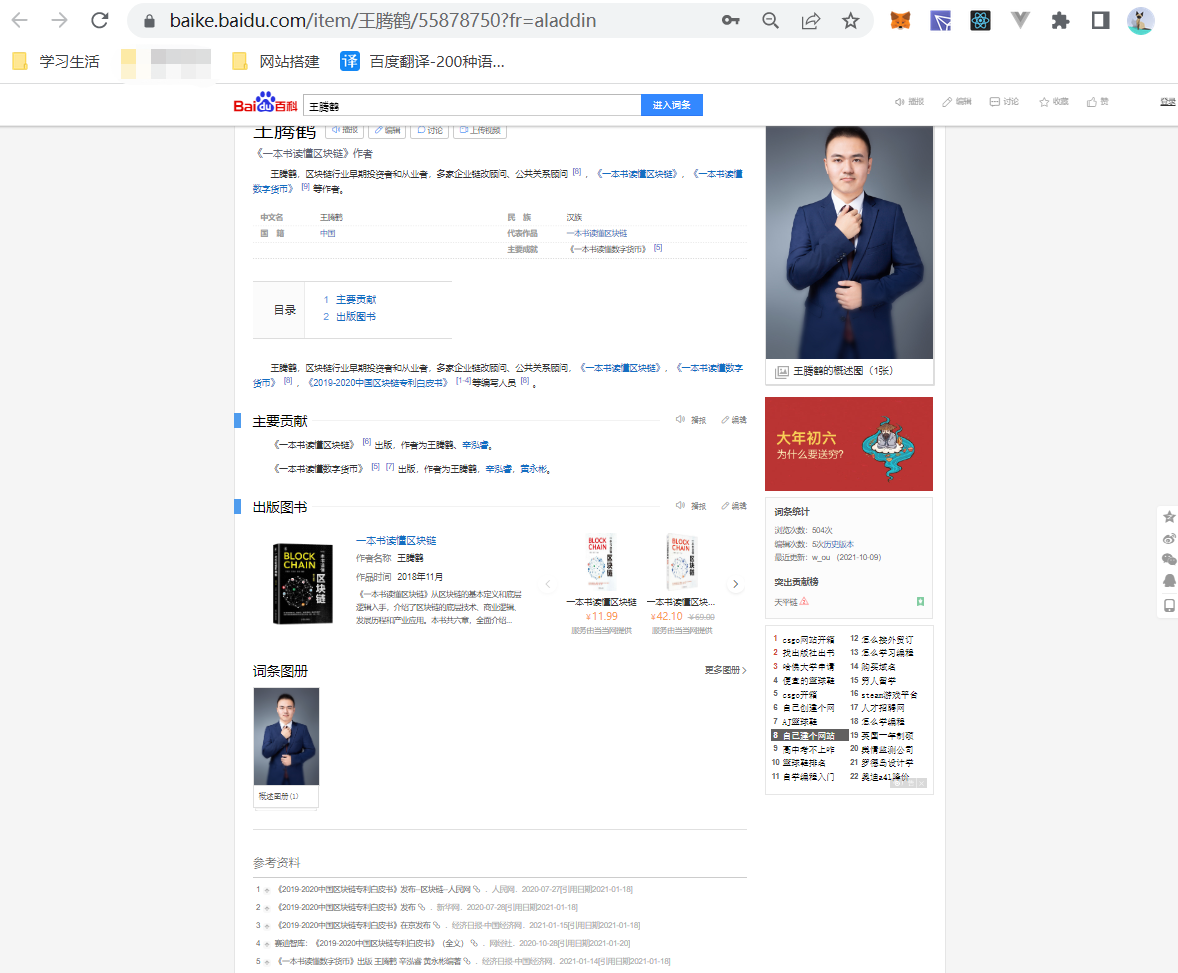 baike.baidu.com/item/王腾鹤/55878750?fr=aladdin
学习生活
网站搭建
译 百度翻译-200种语...
Baidu百科
王腾鹤
进入词条
播报 编辑 讨论 收藏 赞
登录
王腾鹤 播报 编辑 讨论 上传视频
《一本书读懂区块链》作者
王腾鹤，区块链行业早期投资者和从业者，多家企业链改顾问、公共关系顾问 [6] ，《一本书读懂区块链》，《一本书读懂
数字货币》 [9] 等作者。
中文名 王腾鹤 民 族 汉族
国 籍 中国 代表作品 一本书读懂区块链
主要成就 《一本书读懂数字货币》 [5]
目录
1 主要贡献
2 出版图书
王腾鹤，区块链行业早期投资者和从业者，多家企业链改顾问、公共关系顾问，《一本书读懂区块链》，《一本书读懂数字
货币》 [8] ，《2019-2020中国区块链专利白皮书》 [1-4] 等编写人员 [8] 。
主要贡献 播报 编辑
《一本书读懂区块链》 [6] 出版，作者为王腾鹤、辛泓睿。
《一本书读懂数字货币》 [5] [7] 出版，作者为王腾鹤，辛泓睿，黄永彬。
出版图书 播报 编辑
BLOCK
CHAIN
区块链
一本书读懂区块链
作者名称 王腾鹤
作品时间 2018年11月
《一本书读懂区块链》从区块链的基本定义和底层
逻辑入手，介绍了区块链的底层技术、商业逻辑、
发展历程和产业应用。本书共六章，全面介绍...
BLOCK
CHAIN
区块链
一本书读懂区块链
¥11.99
服务由当当网提供
BLOCK
CHAIN
区块链
一本书读懂区块...
¥42.10 ¥69.00
服务由当当网提供
词条图册 更多图册
概述图册(1)
参考资料
1 《2019-2020中国区块链专利白皮书》发布--区块链--人民网 ．人民网．2020-07-27[引用日期2021-01-18]
2 《2019-2020中国区块链专利白皮书》发布 ．新华网．2020-07-28[引用日期2021-01-18]
3 《2019-2020中国区块链专利白皮书》在京发布 ．经济日报-中国经济网．2021-01-15[引用日期2021-01-18]
4 赛迪智库：《2019-2020中国区块链专利白皮书》（全文） ．网经社．2020-10-28[引用日期2021-01-20]
5 《一本书读懂数字货币》出版 王腾鹤 辛泓睿 黄永彬编著 ．经济日报-中国经济网．2021-01-14[引用日期2021-01-18]
王腾鹤的概述图（1张）
大年初六
为什么要送穷?
词条统计
浏览次数：504次
编辑次数：5次历史版本
最近更新：w_ou （2021-10-09）
突出贡献榜
天平链
1 csgo网站开箱
2 找出版社出书
3 哈佛大学申请
4 便宜的篮球鞋
5 csgo开箱
6 自己创建个网
7 AJ篮球鞋
8 自己建个网站
9 高中考不上咋
10 篮球鞋排名
11 自学编程入门
12 怎么接外贸订
13 怎么学习编程
14 购买域名
15 男人留学
16 steam游戏平台
17 人才招聘网
18 怎么学编程
19 英国一年制硕
20 舆情监测公司
21 罗德岛设计学
22 奥迪a4l降价